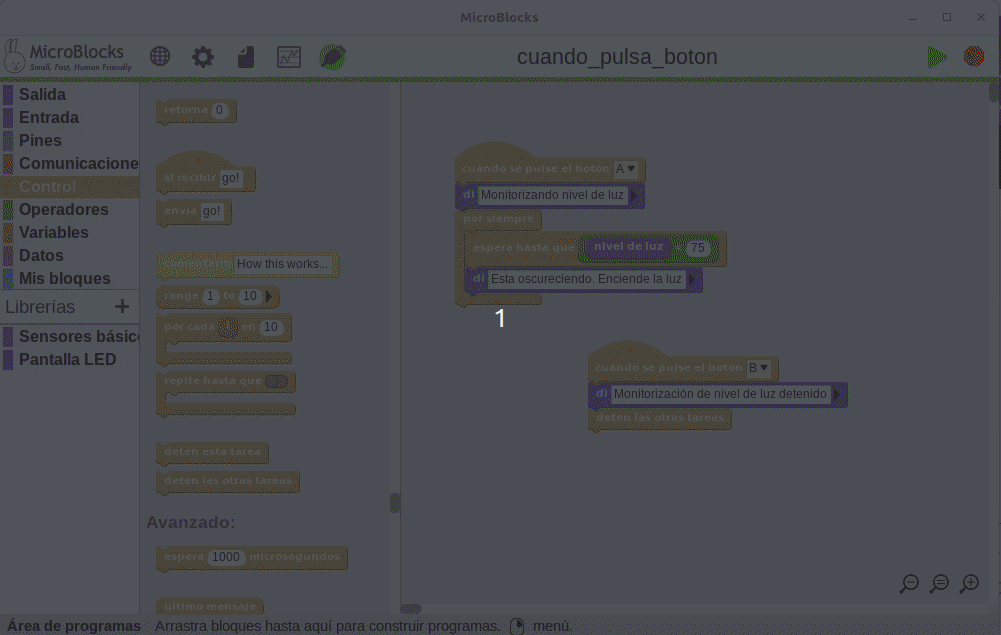 MicroBlocks
MicroBlocks
Small, Fast, Human Friendly
cuando_pulsa_boton
Salida
Entrada
Pines
Comunicacione
Control
Operadores
Variables
Datos
Mis bloques
Librerías +
Sensores básic
Pantalla LED
retorna 0
al recibir go!
envía go!
comentario How this works...
range 1 to 10
por cada i en 10
repite hasta que
detén esta tarea
detén las otras tareas
Avanzado:
espera 1000 microsegundos
último mensaje
cuando se pulse el botón A
di Monitorizando nivel de luz
por siempre
espera hasta que nivel de luz < 75
di Esta oscureciendo. Enciende la luz
1
cuando se pulse el botón B
di Monitorización de nivel de luz detenido
detén las otras tareas
Área de programas Arrastra bloques hasta aquí para construir programas. menú.